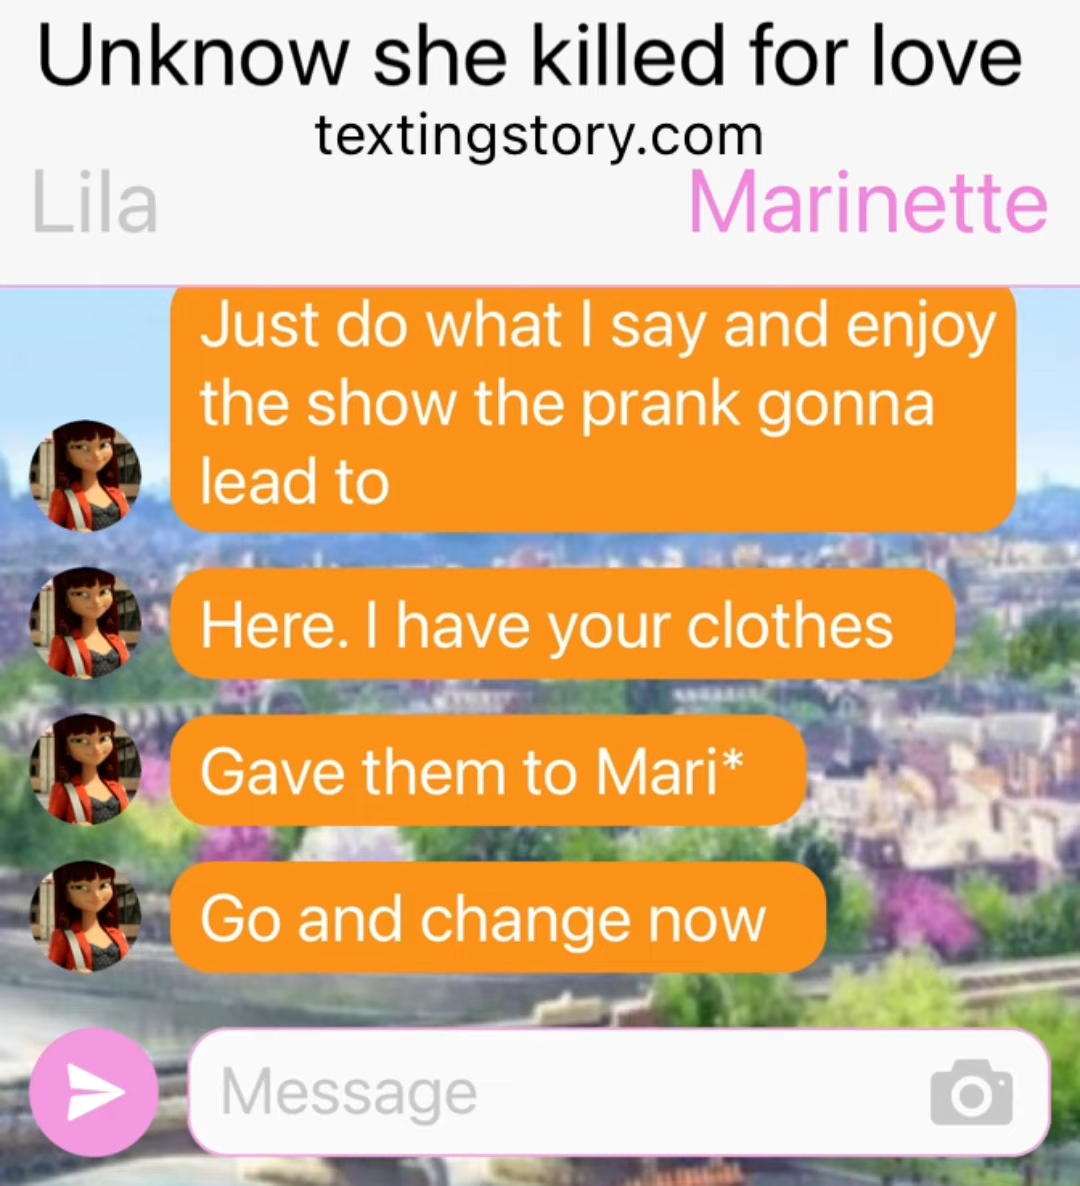 Unknow she killed for love
textingstory.com
Lila
Marinette
Just do what I say and enjoy
the show the prank gonna
lead to
Here. I have your clothes
Gave them to Mari*
Go and change now
Message